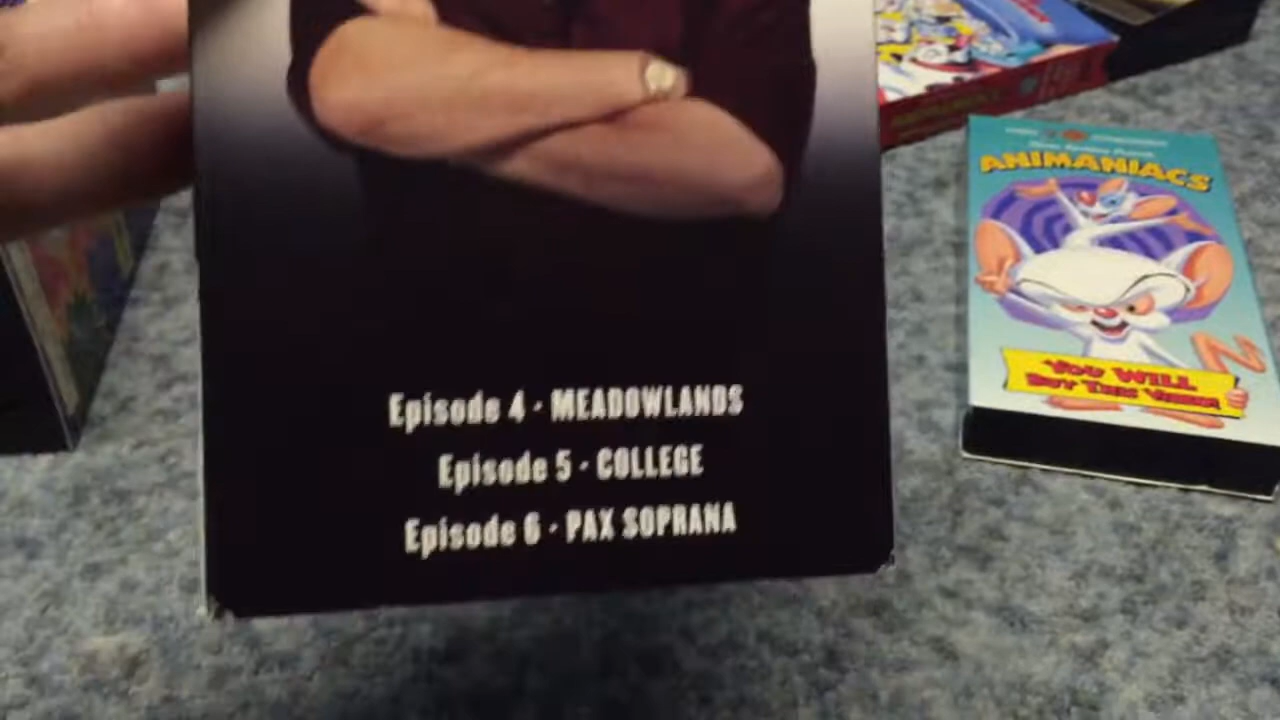 Episode 4 · MEADOWLANDS
Episode 5 · COLLEGE
Episode 6 · PAX SOPRANA
ANIMANIACS
YOU WILL
BUY THIS VIDEO!